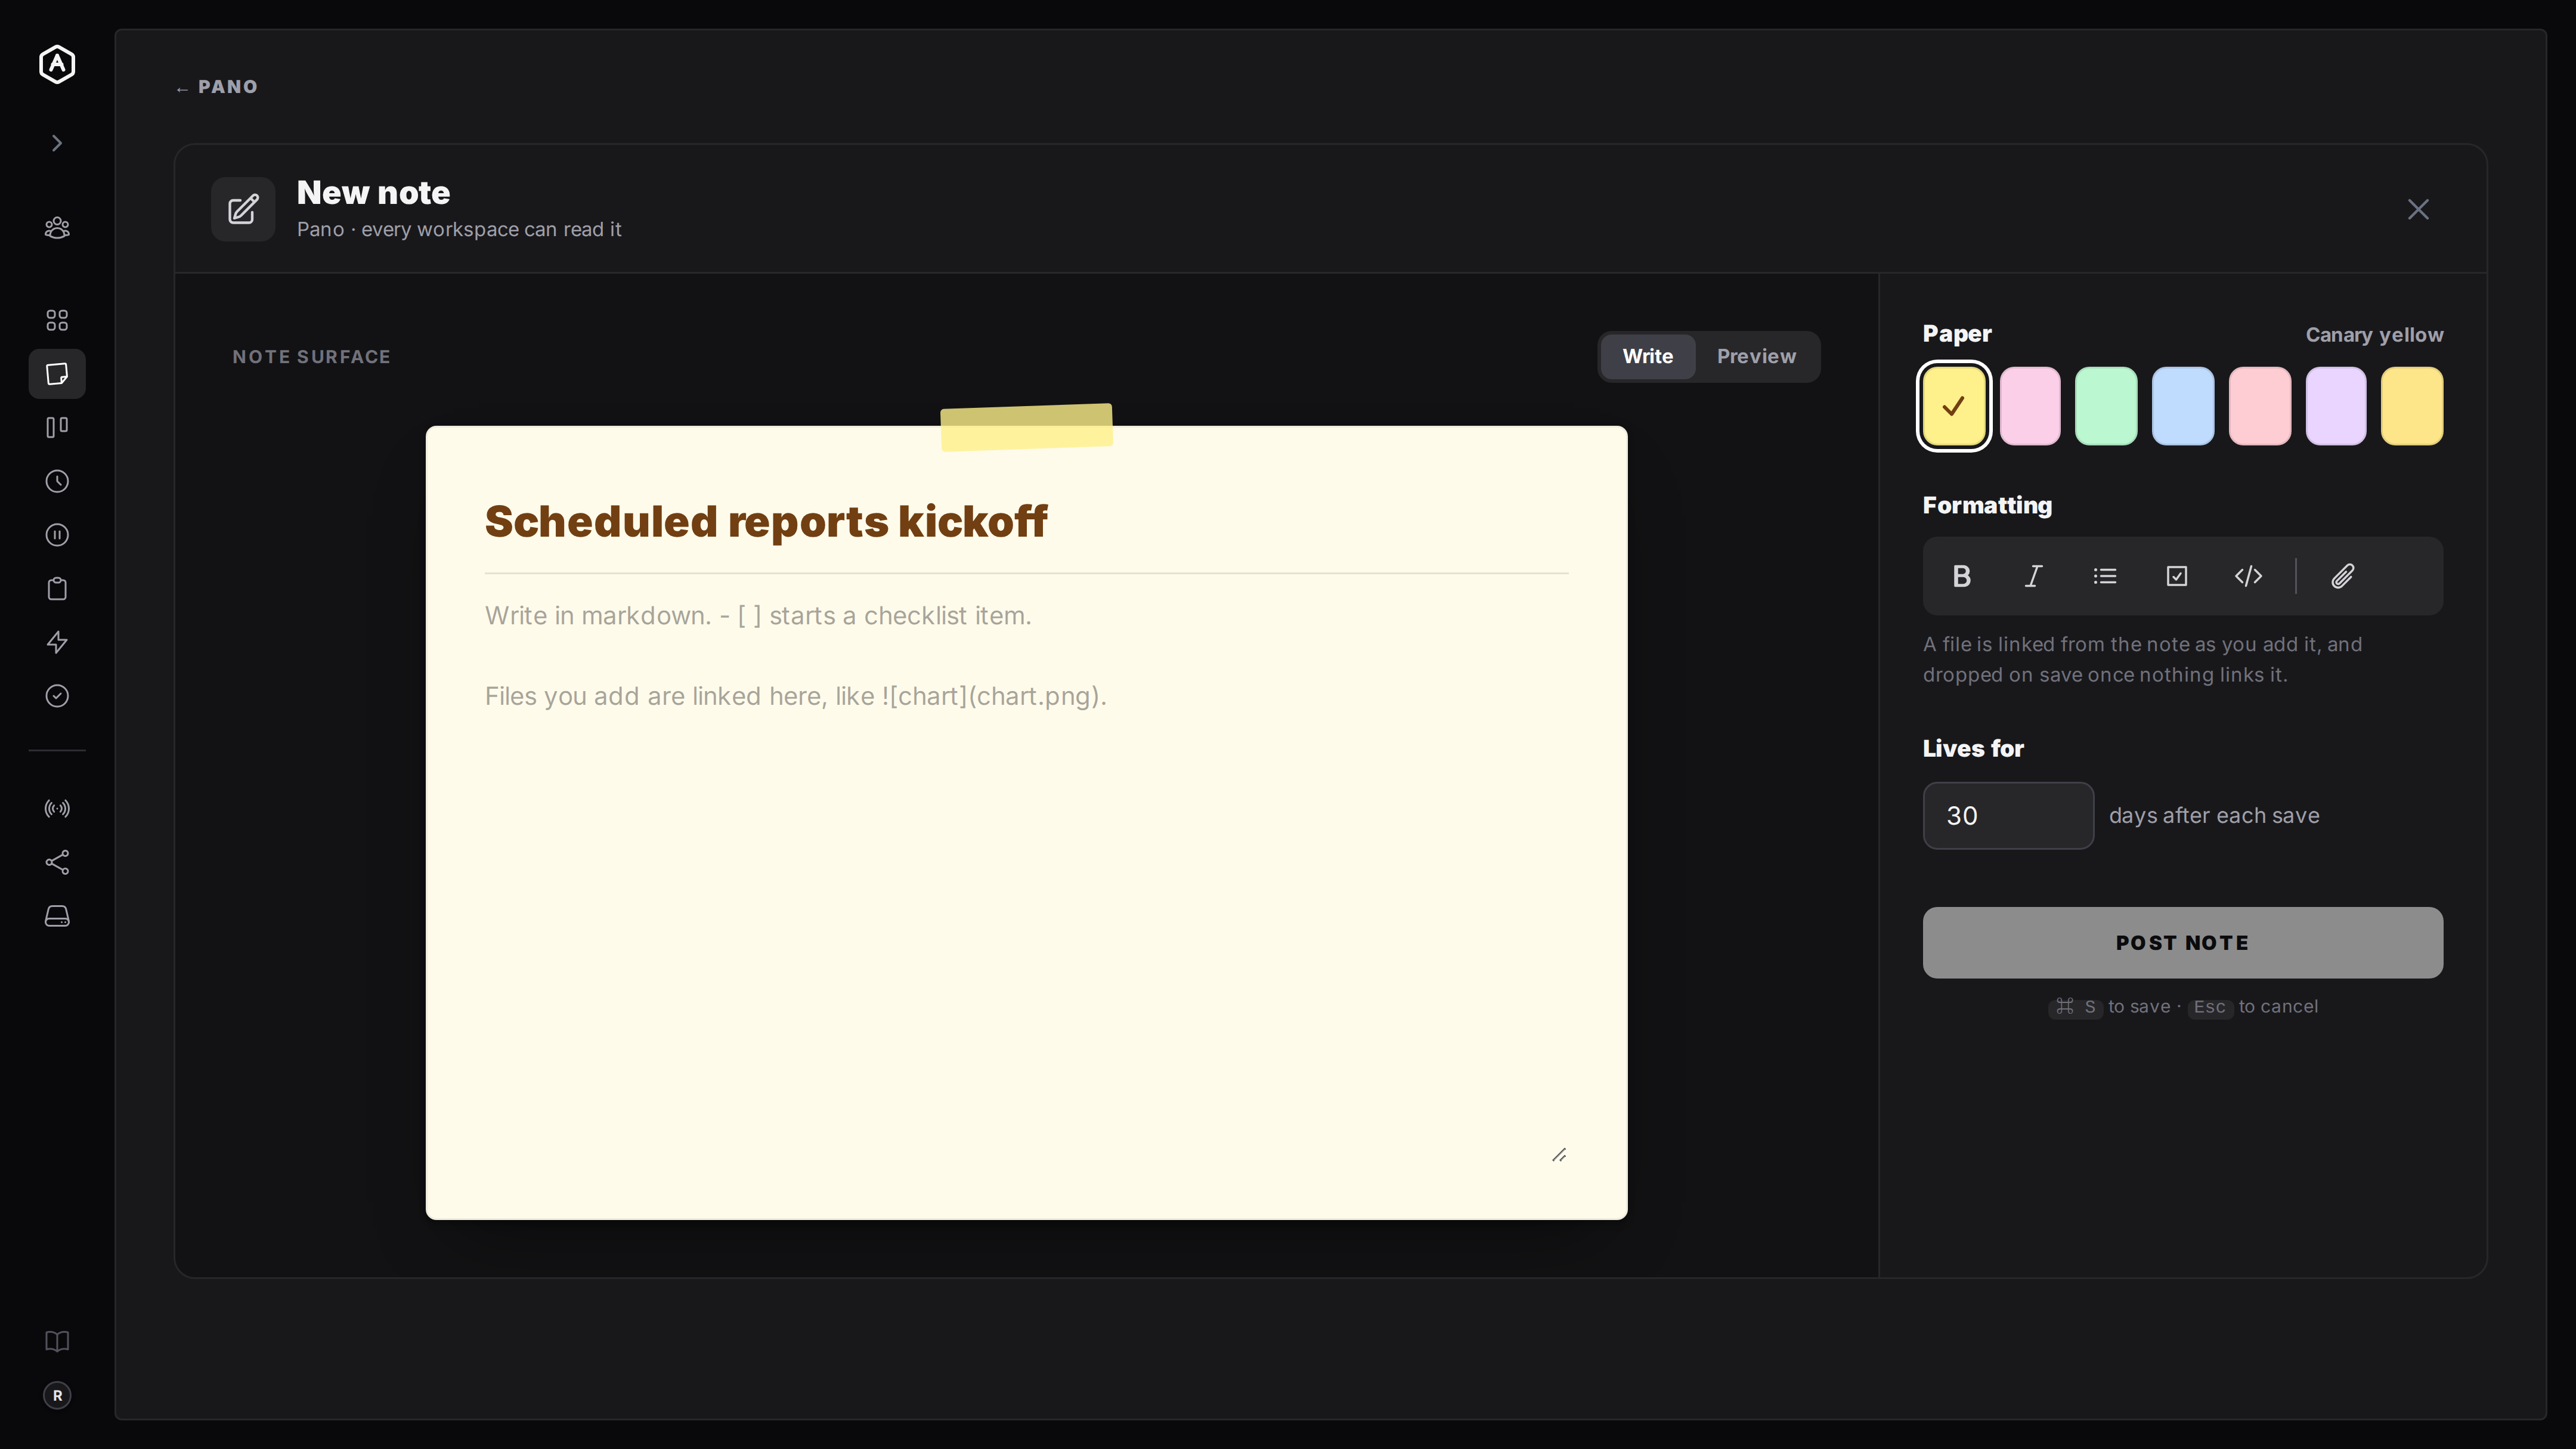 ← PANO
New note
Pano · every workspace can read it
NOTE SURFACE
Write
Preview
Scheduled reports kickoff
Write in markdown. - [ ] starts a checklist item.
Files you add are linked here, like ![chart](chart.png).
Paper
Canary yellow
Formatting
B
I
A file is linked from the note as you add it, and
dropped on save once nothing links it.
Lives for
30
days after each save
POST NOTE
⌘ S to save · Esc to cancel
R